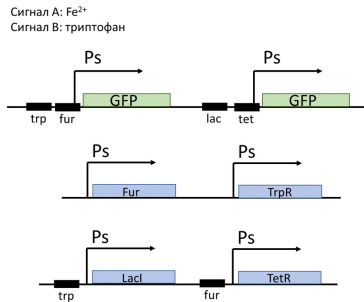 Сигнал A: Fe²⁺
Сигнал B: триптофан
Ps Ps
GFP GFP
trp fur lac tet
Ps Ps
Fur TrpR
Ps Ps
LacI TetR
trp fur